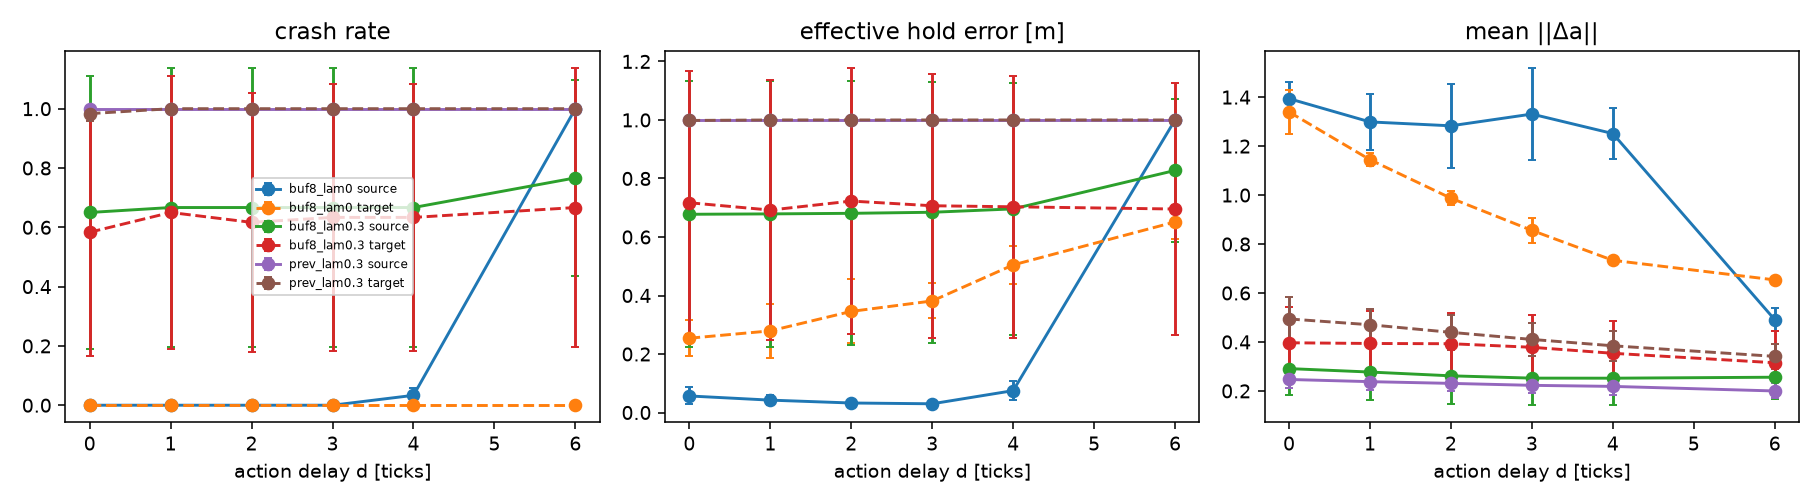 crash rate
1.0
0.8
0.6
0.4
0.2
0.0
0 1 2 3 4 5 6
action delay d [ticks]
buf8_lam0 source
buf8_lam0 target
buf8_lam0.3 source
buf8_lam0.3 target
prev_lam0.3 source
prev_lam0.3 target
effective hold error [m]
1.2
1.0
0.8
0.6
0.4
0.2
0.0
0 1 2 3 4 5 6
action delay d [ticks]
mean ||Δa||
1.4
1.2
1.0
0.8
0.6
0.4
0.2
0 1 2 3 4 5 6
action delay d [ticks]